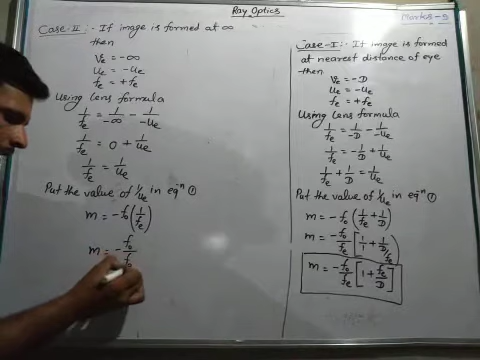 Ray Optics
Marks-5
Case-II:- If image is formed at ∞
then
Ve = -∞
ue = -ue
fe = +fe
Using Lens formula
1/fe = 1/-∞ - 1/-ue
1/fe = 0 + 1/ue
1/fe = 1/ue
Put the value of 1/ue in eqⁿ ①
m = -fo(1/fe)
m = -fo/fe
Case-I:- If image is formed
at nearest distance of eye
then
Ve = -D
ue = -ue
fe = +fe
Using Lens formula
1/fe = 1/-D - 1/-ue
1/fe = -1/D + 1/ue
1/fe + 1/D = 1/ue
Put the value of 1/ue in eqⁿ ①
m = -fo(1/fe + 1/D)
m = -fo/fe[1/1 + 1/D/fe)
m = -fo/fe[1 + fe/D]